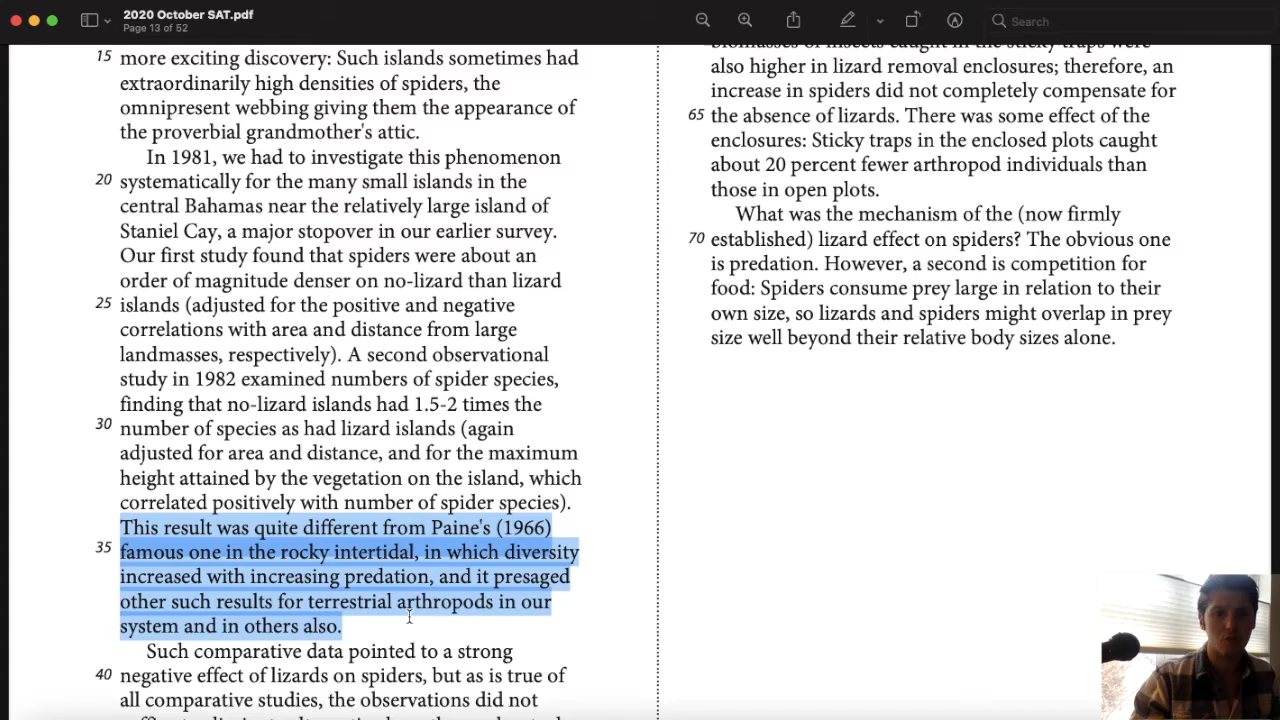 2020 October SAT.pdf
Page 13 of 52
Search
15 more exciting discovery: Such islands sometimes had
extraordinarily high densities of spiders, the
omnipresent webbing giving them the appearance of
the proverbial grandmother's attic.
In 1981, we had to investigate this phenomenon
20 systematically for the many small islands in the
central Bahamas near the relatively large island of
Staniel Cay, a major stopover in our earlier survey.
Our first study found that spiders were about an
order of magnitude denser on no-lizard than lizard
25 islands (adjusted for the positive and negative
correlations with area and distance from large
landmasses, respectively). A second observational
study in 1982 examined numbers of spider species,
finding that no-lizard islands had 1.5-2 times the
30 number of species as had lizard islands (again
adjusted for area and distance, and for the maximum
height attained by the vegetation on the island, which
correlated positively with number of spider species).
This result was quite different from Paine's (1966)
35 famous one in the rocky intertidal, in which diversity
increased with increasing predation, and it presaged
other such results for terrestrial arthropods in our
system and in others also.
Such comparative data pointed to a strong
40 negative effect of lizards on spiders, but as is true of
all comparative studies, the observations did not
biomasses of insects caught in the sticky traps were
also higher in lizard removal enclosures; therefore, an
increase in spiders did not completely compensate for
65 the absence of lizards. There was some effect of the
enclosures: Sticky traps in the enclosed plots caught
about 20 percent fewer arthropod individuals than
those in open plots.
What was the mechanism of the (now firmly
70 established) lizard effect on spiders? The obvious one
is predation. However, a second is competition for
food: Spiders consume prey large in relation to their
own size, so lizards and spiders might overlap in prey
size well beyond their relative body sizes alone.